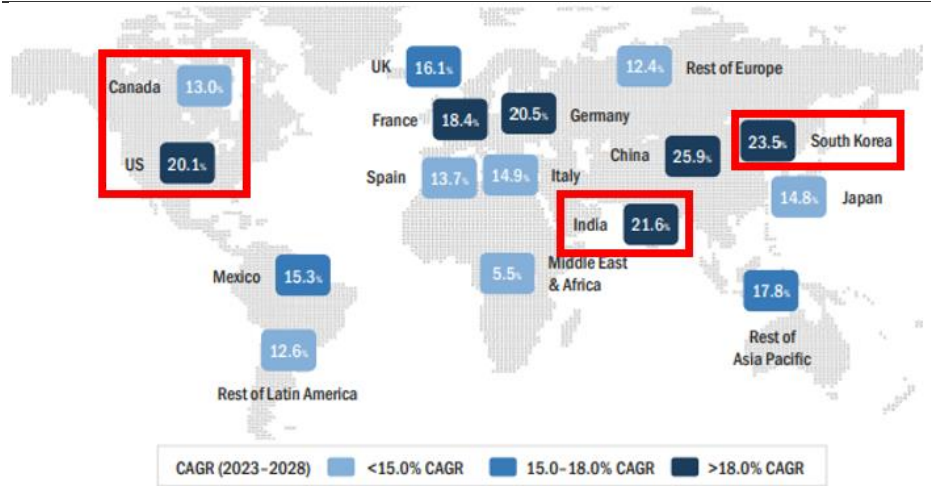 UK 16.1%
12.4% Rest of Europe
Canada 13.0%
France 18.4%
20.5% Germany
23.5% South Korea
US 20.1%
China 25.9%
Spain 13.7%
14.9% Italy
14.8% Japan
India 21.6%
Mexico 15.3%
5.5% Middle East
& Africa
17.8%
Rest of
Asia Pacific
12.6%
Rest of Latin America
CAGR (2023–2028) <15.0% CAGR 15.0–18.0% CAGR >18.0% CAGR